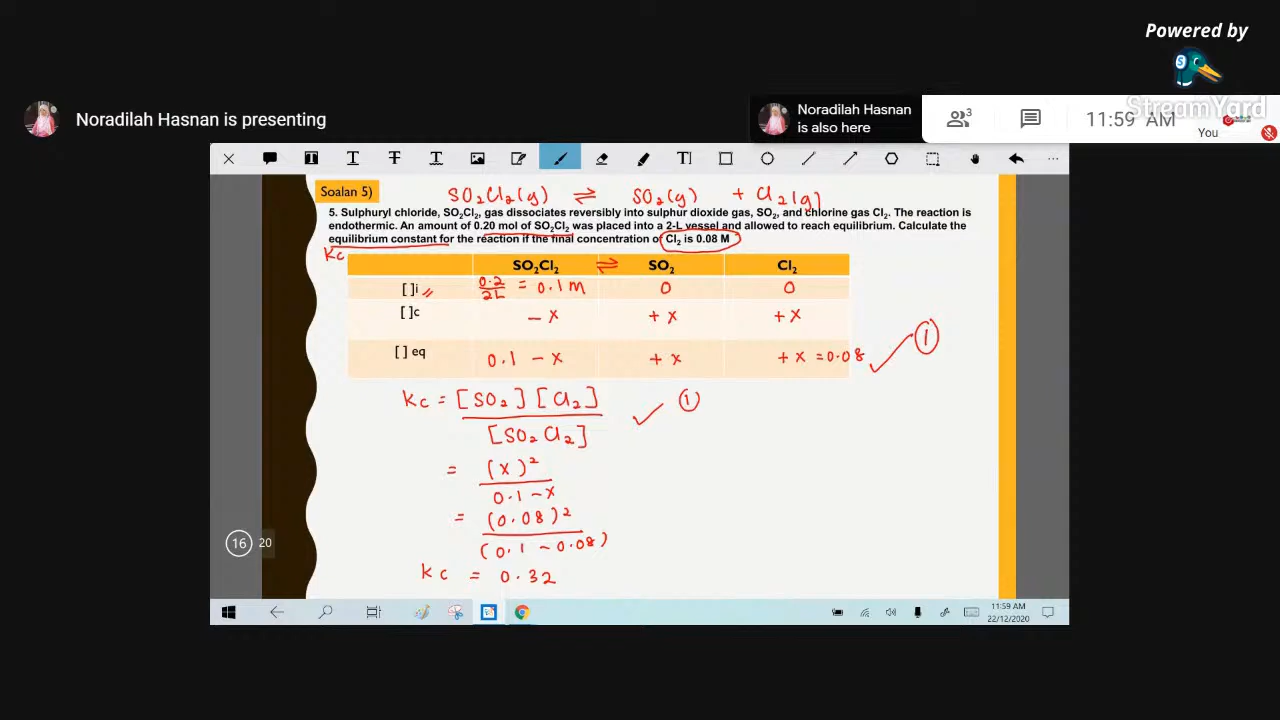 Powered by
StreamYard
Noradilah Hasnan is presenting
Noradilah Hasnan
is also here
3
11:59 AM
You
Soalan 5)
SO2Cl2(g) ⇌ SO2(g) + Cl2(g)
5. Sulphuryl chloride, SO2Cl2, gas dissociates reversibly into sulphur dioxide gas, SO2, and chlorine gas Cl2. The reaction is
endothermic. An amount of 0.20 mol of SO2Cl2 was placed into a 2-L vessel and allowed to reach equilibrium. Calculate the
equilibrium constant for the reaction if the final concentration of Cl2 is 0.08 M
Kc
SO2Cl2 ⇌ SO2 Cl2
[ ]i 0.2/2L = 0.1 M 0 0
[ ]c - x + x + x
[ ] eq 0.1 - x + x + x = 0.08 ✓ ①
Kc = [SO2][Cl2] / [SO2Cl2] ✓ ①
= (x)² / 0.1 - x
= (0.08)² / (0.1 - 0.08)
Kc = 0.32
16 20
11:59 AM
22/12/2020